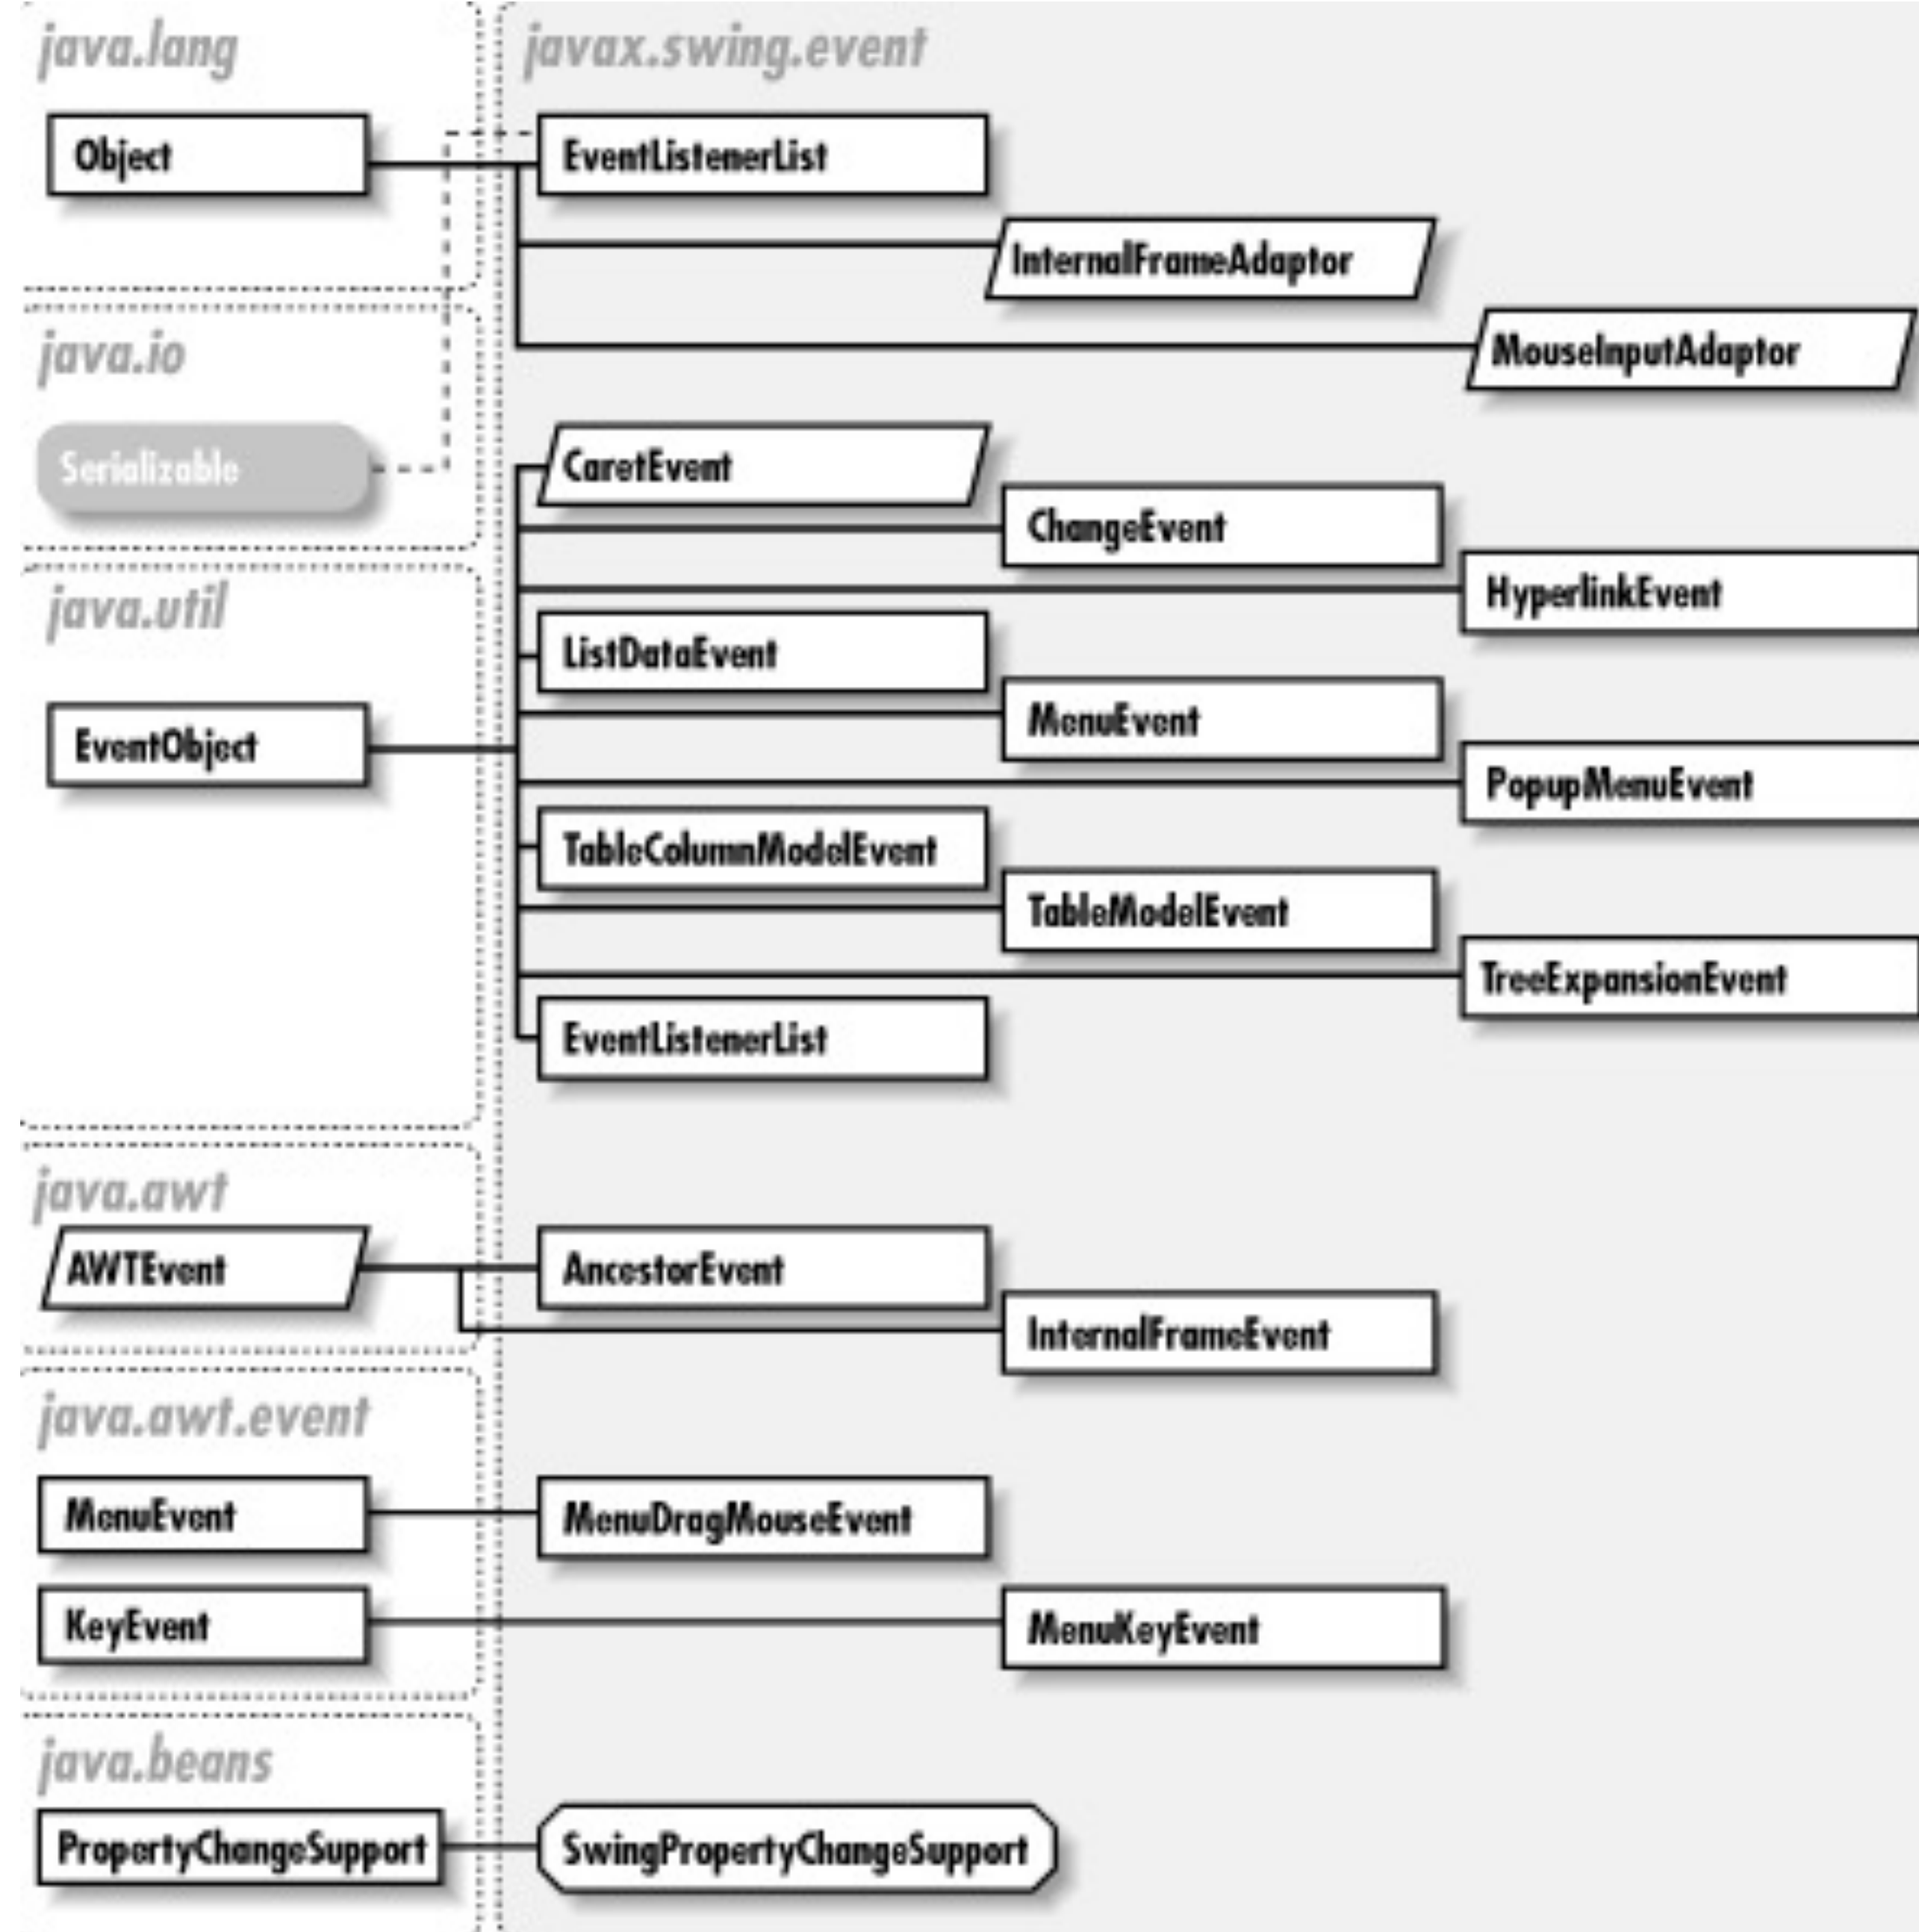 java.lang
javax.swing.event
Object
EventListenerList
InternalFrameAdaptor
java.io
MouseInputAdaptor
Serializable
CaretEvent
ChangeEvent
HyperlinkEvent
java.util
ListDataEvent
MenuEvent
EventObject
PopupMenuEvent
TableColumnModelEvent
TableModelEvent
TreeExpansionEvent
EventListenerList
java.awt
AWTEvent
AncestorEvent
InternalFrameEvent
java.awt.event
MenuEvent
MenuDragMouseEvent
KeyEvent
MenuKeyEvent
java.beans
PropertyChangeSupport
SwingPropertyChangeSupport